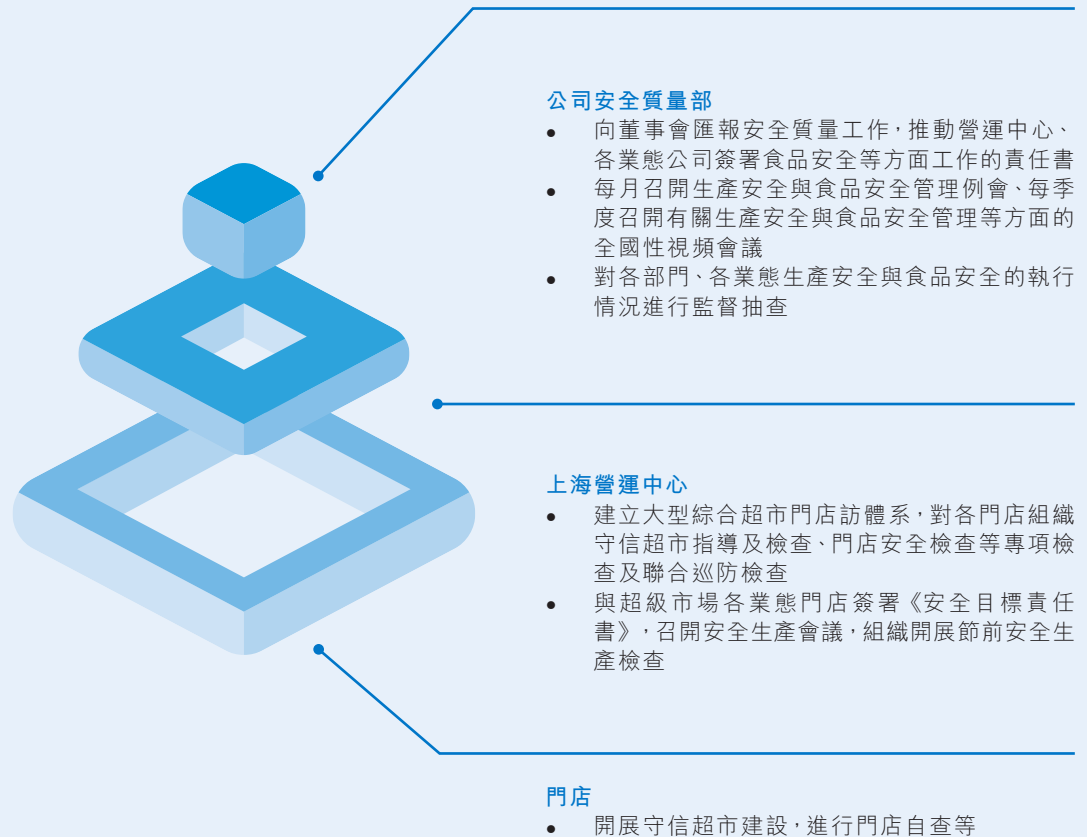 公司安全質量部
• 向董事會匯報安全質量工作，推動營運中心、
各業態公司簽署食品安全等方面工作的責任書
• 每月召開生產安全與食品安全管理例會、每季
度召開有關生產安全與食品安全管理等方面的
全國性視頻會議
• 對各部門、各業態生產安全與食品安全的執行
情況進行監督抽查
上海營運中心
• 建立大型綜合超市門店訪體系，對各門店組織
守信超市指導及檢查、門店安全檢查等專項檢
查及聯合巡防檢查
• 與超級市場各業態門店簽署《安全目標責任
書》，召開安全生產會議，組織開展節前安全生
產檢查
門店
• 開展守信超市建設，進行門店自查等